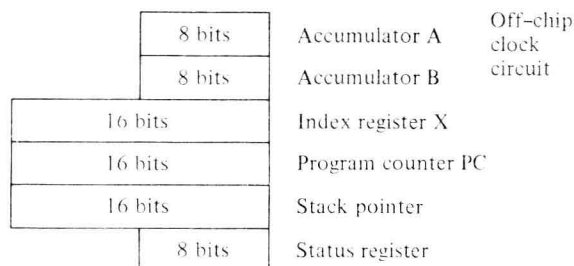 8 bits Accumulator A
8 bits Accumulator B
16 bits Index register X
16 bits Program counter PC
16 bits Stack pointer
8 bits Status register
Off-chip
clock
circuit